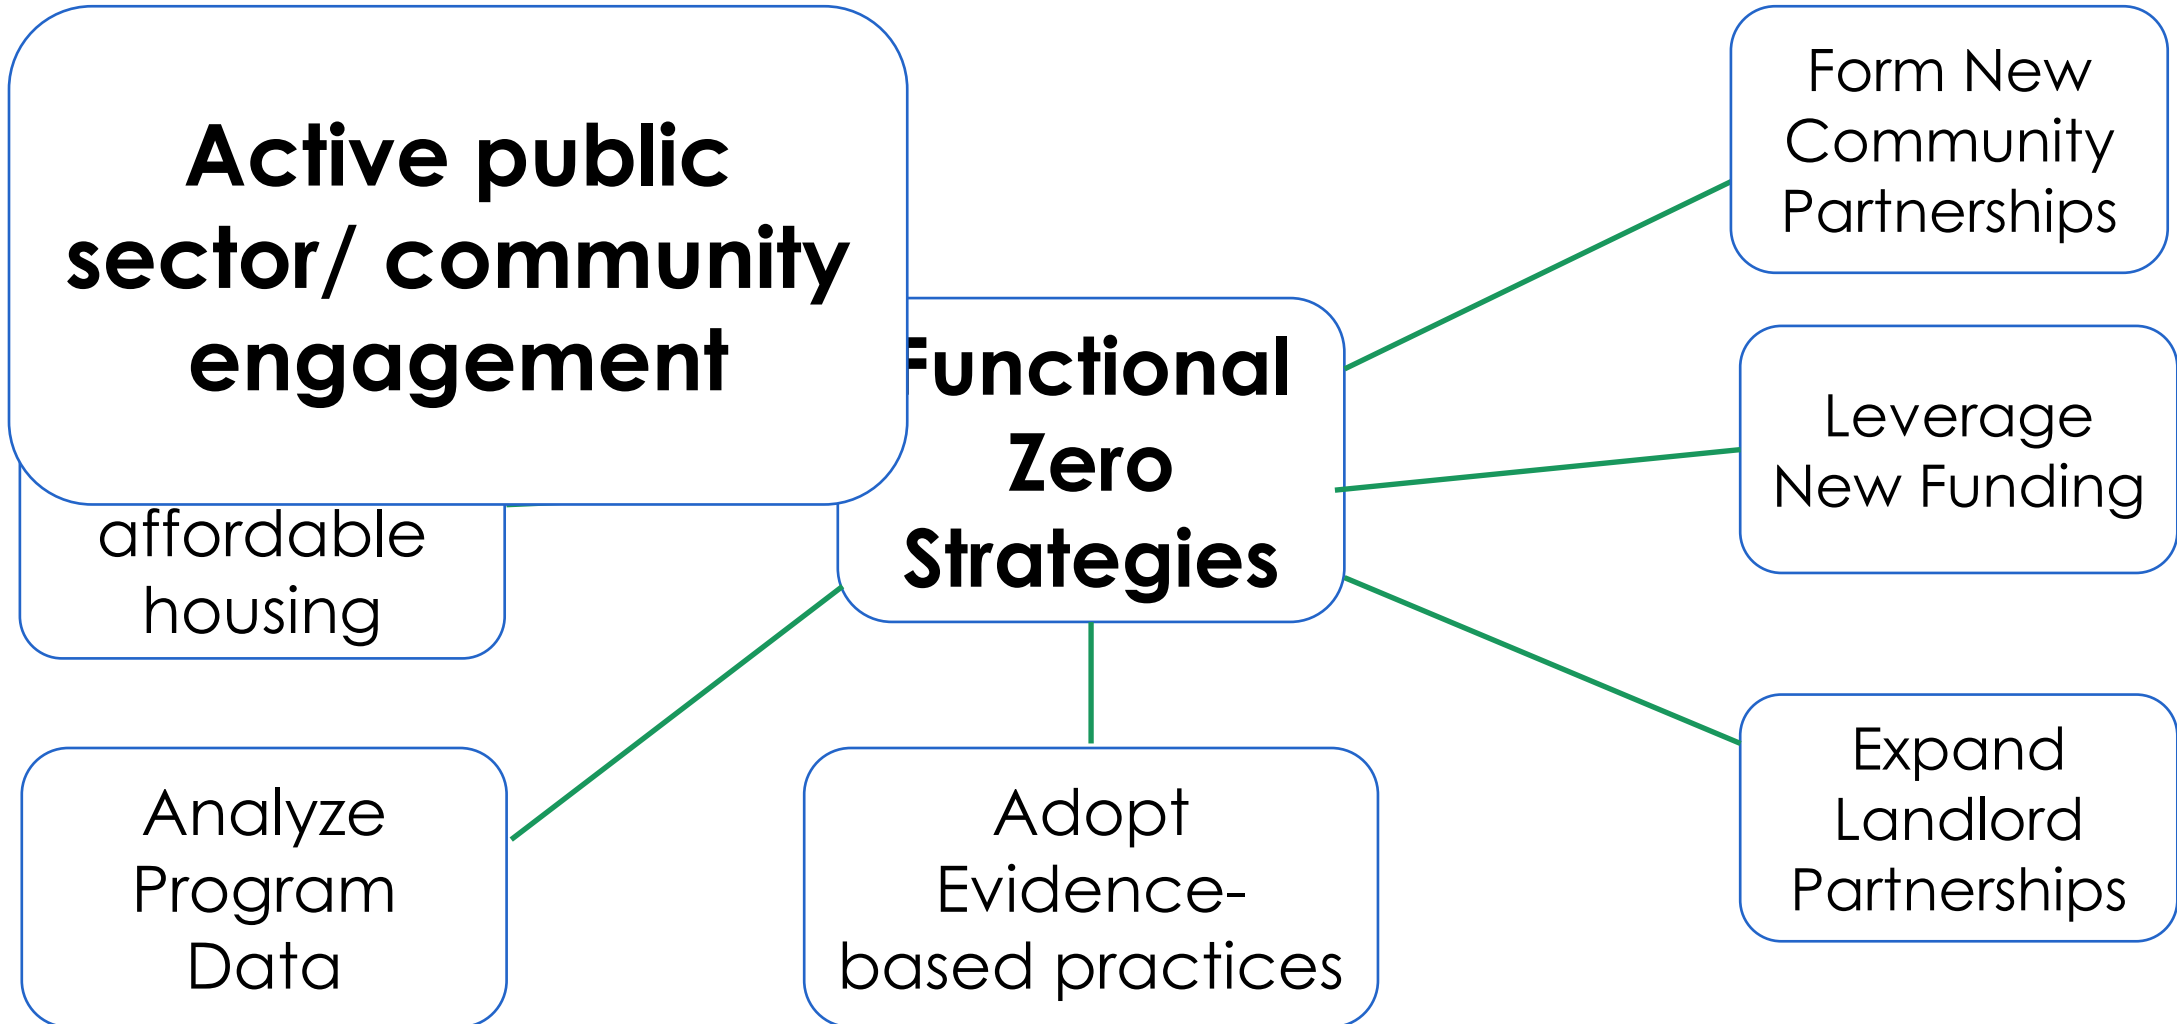 Active public
sector/ community
engagement
Form New
Community
Partnerships
Functional
Zero
Strategies
Leverage
New Funding
affordable
housing
Expand
Landlord
Partnerships
Analyze
Program
Data
Adopt
Evidence-
based practices